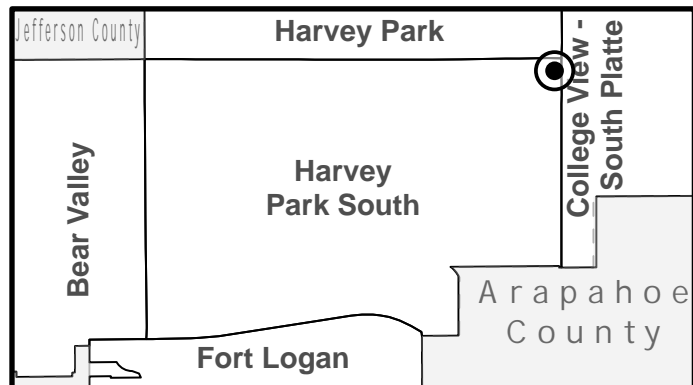 Jefferson County
Harvey Park
College View -
South Platte
Harvey
Park South
Bear Valley
Arapahoe
County
Fort Logan